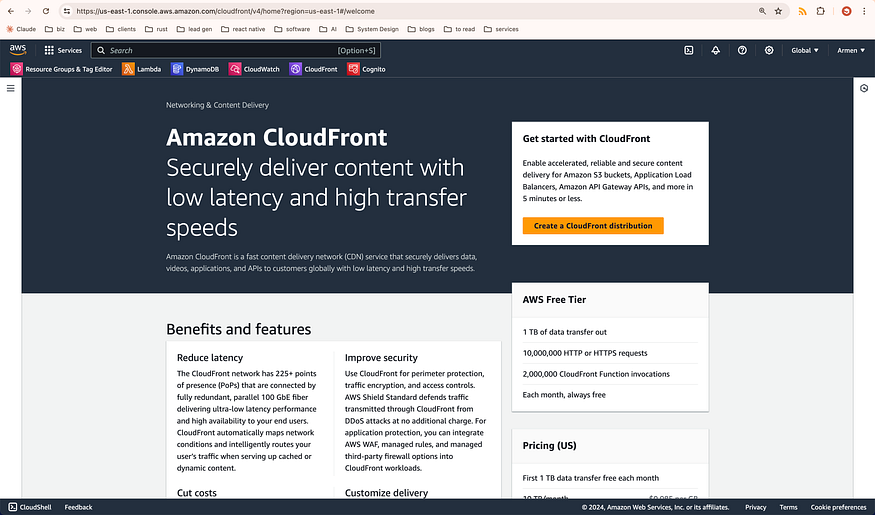 https://us-east-1.console.aws.amazon.com/cloudfront/v4/home?region=us-east-1#/welcome
Claude biz web clients rust lead gen react native software AI System Design blogs to read services
aws Services Search [Option+S] Global Armen
Resource Groups & Tag Editor Lambda DynamoDB CloudWatch CloudFront Cognito
Networking & Content Delivery
Amazon CloudFront
Securely deliver content with
low latency and high transfer
speeds
Amazon CloudFront is a fast content delivery network (CDN) service that securely delivers data,
videos, applications, and APIs to customers globally with low latency and high transfer speeds.
Get started with CloudFront
Enable accelerated, reliable and secure content
delivery for Amazon S3 buckets, Application Load
Balancers, Amazon API Gateway APIs, and more in
5 minutes or less.
Create a CloudFront distribution
AWS Free Tier
1 TB of data transfer out
10,000,000 HTTP or HTTPS requests
2,000,000 CloudFront Function invocations
Each month, always free
Benefits and features
Reduce latency
The CloudFront network has 225+ points
of presence (PoPs) that are connected by
fully redundant, parallel 100 GbE fiber
delivering ultra-low latency performance
and high availability to your end users.
CloudFront automatically maps network
conditions and intelligently routes your
user's traffic when serving up cached or
dynamic content.
Improve security
Use CloudFront for perimeter protection,
traffic encryption, and access controls.
AWS Shield Standard defends traffic
transmitted through CloudFront from
DDoS attacks at no additional charge. For
application protection, you can integrate
AWS WAF, managed rules, and managed
third-party firewall options into
CloudFront workloads.
Cut costs
Customize delivery
Pricing (US)
First 1 TB data transfer free each month
10 TB/month $0.085 per GB
CloudShell Feedback © 2024, Amazon Web Services, Inc. or its affiliates. Privacy Terms Cookie preferences